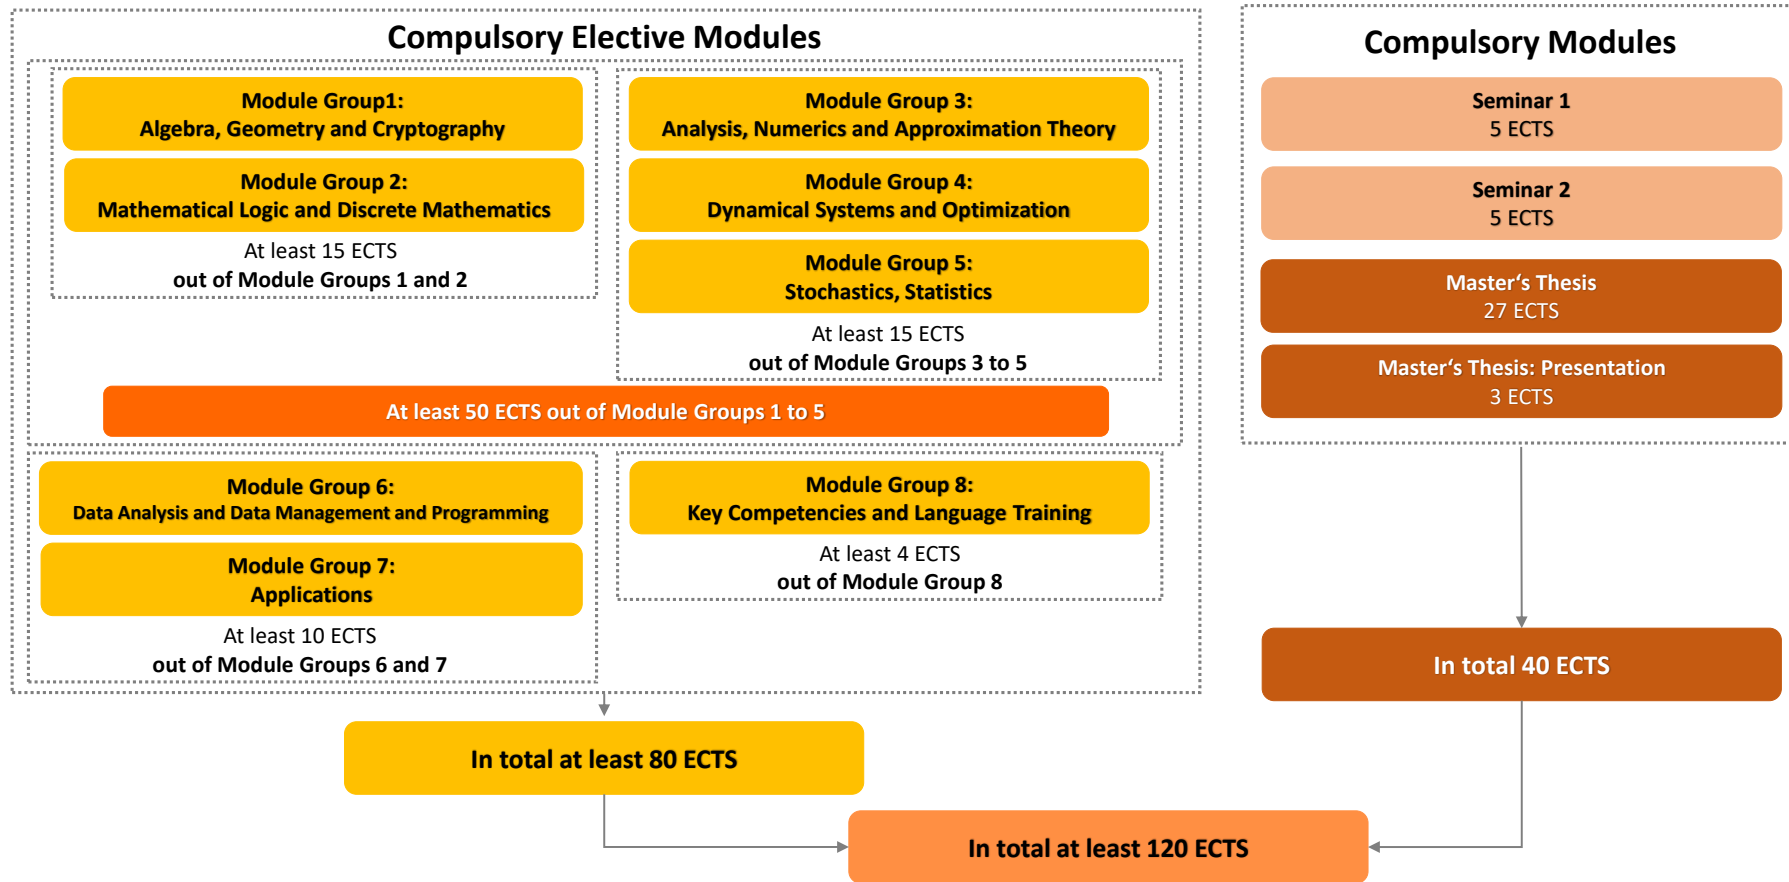 Compulsory Elective Modules
Module Group1:
Algebra, Geometry and Cryptography
Module Group 2:
Mathematical Logic and Discrete Mathematics
At least 15 ECTS
out of Module Groups 1 and 2
Module Group 3:
Analysis, Numerics and Approximation Theory
Module Group 4:
Dynamical Systems and Optimization
Module Group 5:
Stochastics, Statistics
At least 15 ECTS
out of Module Groups 3 to 5
At least 50 ECTS out of Module Groups 1 to 5
Module Group 6:
Data Analysis and Data Management and Programming
Module Group 7:
Applications
At least 10 ECTS
out of Module Groups 6 and 7
Module Group 8:
Key Competencies and Language Training
At least 4 ECTS
out of Module Group 8
In total at least 80 ECTS
Compulsory Modules
Seminar 1
5 ECTS
Seminar 2
5 ECTS
Master‘s Thesis
27 ECTS
Master‘s Thesis: Presentation
3 ECTS
In total 40 ECTS
In total at least 120 ECTS